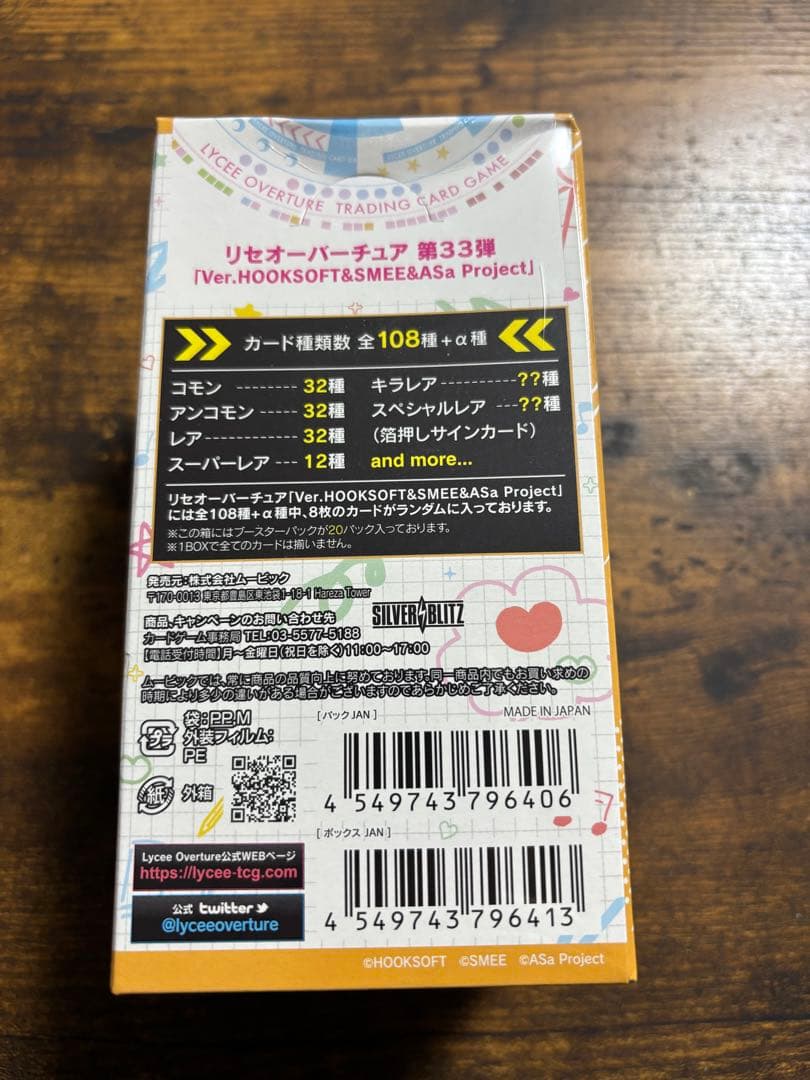 LYCEE OVERTURE TRADING CARD GAME
リセオーバーチュア 第33弾
「Ver.HOOKSOFT&SMEE&ASa Project」
カード種類数 全108種+α種
コモン -------- 32種
アンコモン ----- 32種
レア----------- 32種
スーパーレア --- 12種
キラレア----------??種
スペシャルレア ---??種
(箔押しサインカード)
and more...
リセオーバーチュア「Ver.HOOKSOFT&SMEE&ASa Project」
には全108種+α種中、8枚のカードがランダムに入っております。
※この箱にはブースターパックが20パック入っております。
※1BOXで全てのカードは揃いません。
発売元:株式会社ムービック
〒170-0013 東京都豊島区東池袋1-18-1 Hareza Tower
商品、キャンペーンのお問い合わせ先
カードゲーム事務局 TEL:03-5577-5188
【電話受付時間】月~金曜日(祝日を除く)11:00~17:00
SILVER BLITZ
ムービックでは、常に商品の品質向上に努めております。同一商品内でもお買い求めの
時期により多少の違いがある場合がございますのであらかじめご了承ください。
MADE IN JAPAN
プラ
袋:PP,M
外装フィルム:
PE
紙 外箱
[パックJAN]
4 549743 796406
[ボックスJAN]
4 549743 796413
Lycee Overture公式WEBページ
https://lycee-tcg.com
公式 twitter
@lyceeoverture
©HOOKSOFT ©SMEE ©ASa Project